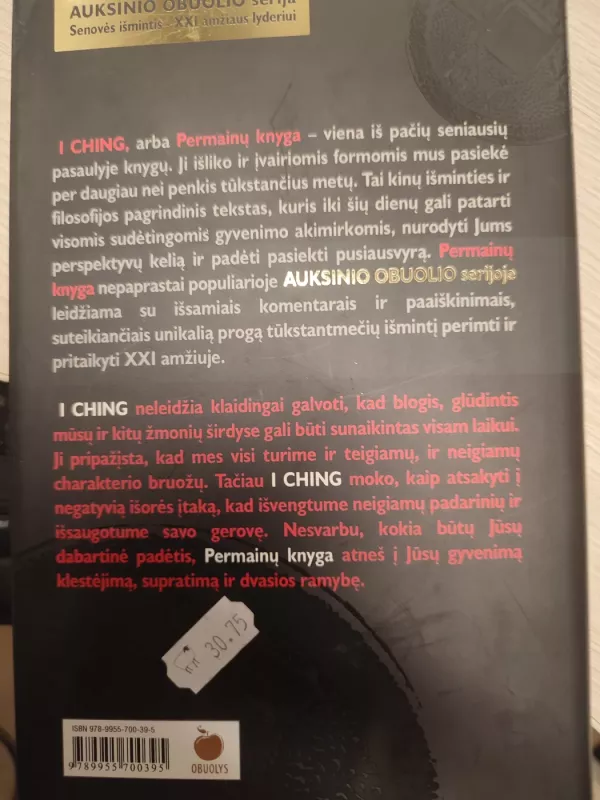 AUKSINIO OBUOLIO serija
Senovės išmintis – XXI amžiaus lyderiui
I CHING, arba Permainų knyga – viena iš pačių seniausių
pasaulyje knygų. Ji išliko ir įvairiomis formomis mus pasiekė
per daugiau nei penkis tūkstančius metų. Tai kinų išminties ir
filosofijos pagrindinis tekstas, kuris iki šių dienų gali patarti
visomis sudėtingomis gyvenimo akimirkomis, nurodyti Jums
perspektyvų kelią ir padėti pasiekti pusiausvyrą. Permainų
knyga nepaprastai populiarioje AUKSINIO OBUOLIO serijoje
leidžiama su išsamiais komentarais ir paaiškinimais,
suteikiančiais unikalią progą tūkstantmečių išmintį perimti ir
pritaikyti XXI amžiuje.
I CHING neleidžia klaidingai galvoti, kad blogis, glūdintis
mūsų ir kitų žmonių širdyse gali būti sunaikintas visam laikui.
Ji pripažįsta, kad mes visi turime ir teigiamų, ir neigiamų
charakterio bruožų. Tačiau I CHING moko, kaip atsakyti į
negatyvią išorės įtaką, kad išvengtume neigiamų padarinių ir
išsaugotume savo gerovę. Nesvarbu, kokia būtų Jūsų
dabartinė padėtis, Permainų knyga atneš į Jūsų gyvenimą
klestėjimą, supratimą ir dvasios ramybę.
30.75
ISBN 978-9955-700-39-5
9 789955 700395
OBUOLYS